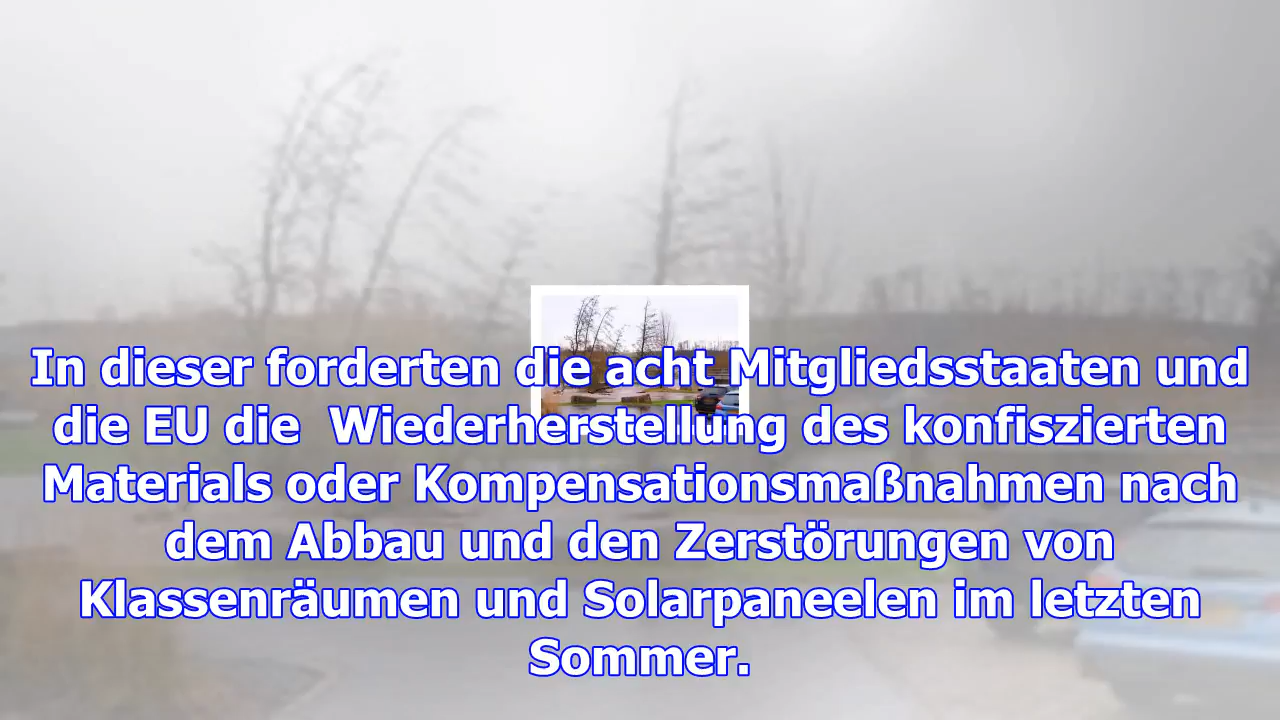 In dieser forderten die acht Mitgliedsstaaten und
die EU die  Wiederherstellung des konfiszierten
Materials oder Kompensationsmaßnahmen nach
dem Abbau und den Zerstörungen von
Klassenräumen und Solarpaneelen im letzten
Sommer.